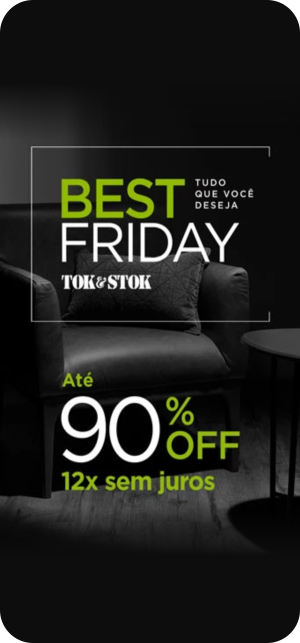 BEST
TUDO
QUE VOCÊ
DESEJA
FRIDAY
TOK&STOK
Até
90%
OFF
12x sem juros